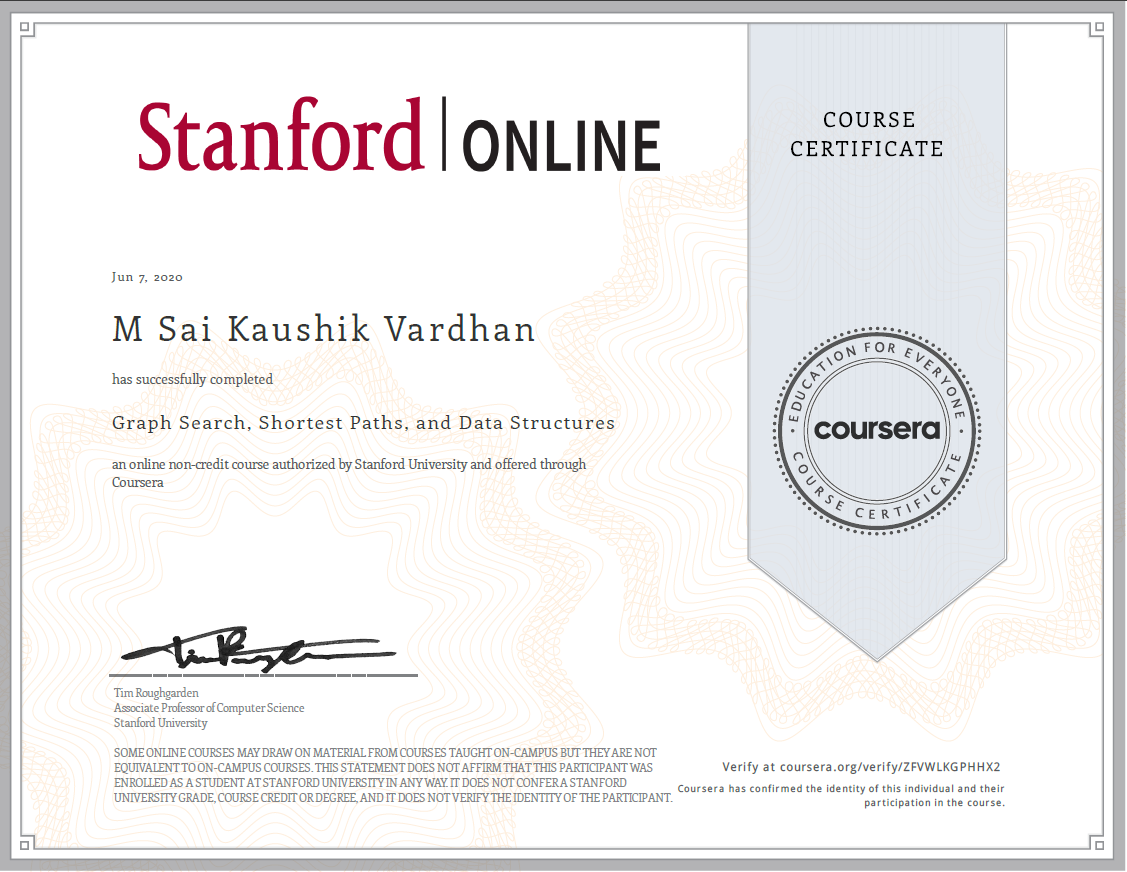 Stanford | ONLINE
COURSE
CERTIFICATE
Jun 7, 2020
M Sai Kaushik Vardhan
has successfully completed
Graph Search, Shortest Paths, and Data Structures
an online non-credit course authorized by Stanford University and offered through
Coursera
EDUCATION FOR EVERYONE
coursera
COURSE CERTIFICATE
Tim Roughgarden
Associate Professor of Computer Science
Stanford University
SOME ONLINE COURSES MAY DRAW ON MATERIAL FROM COURSES TAUGHT ON-CAMPUS BUT THEY ARE NOT
EQUIVALENT TO ON-CAMPUS COURSES. THIS STATEMENT DOES NOT AFFIRM THAT THIS PARTICIPANT WAS
ENROLLED AS A STUDENT AT STANFORD UNIVERSITY IN ANY WAY. IT DOES NOT CONFER A STANFORD
UNIVERSITY GRADE, COURSE CREDIT OR DEGREE, AND IT DOES NOT VERIFY THE IDENTITY OF THE PARTICIPANT.
Verify at coursera.org/verify/ZFVWLKGPHHX2
Coursera has confirmed the identity of this individual and their
participation in the course.